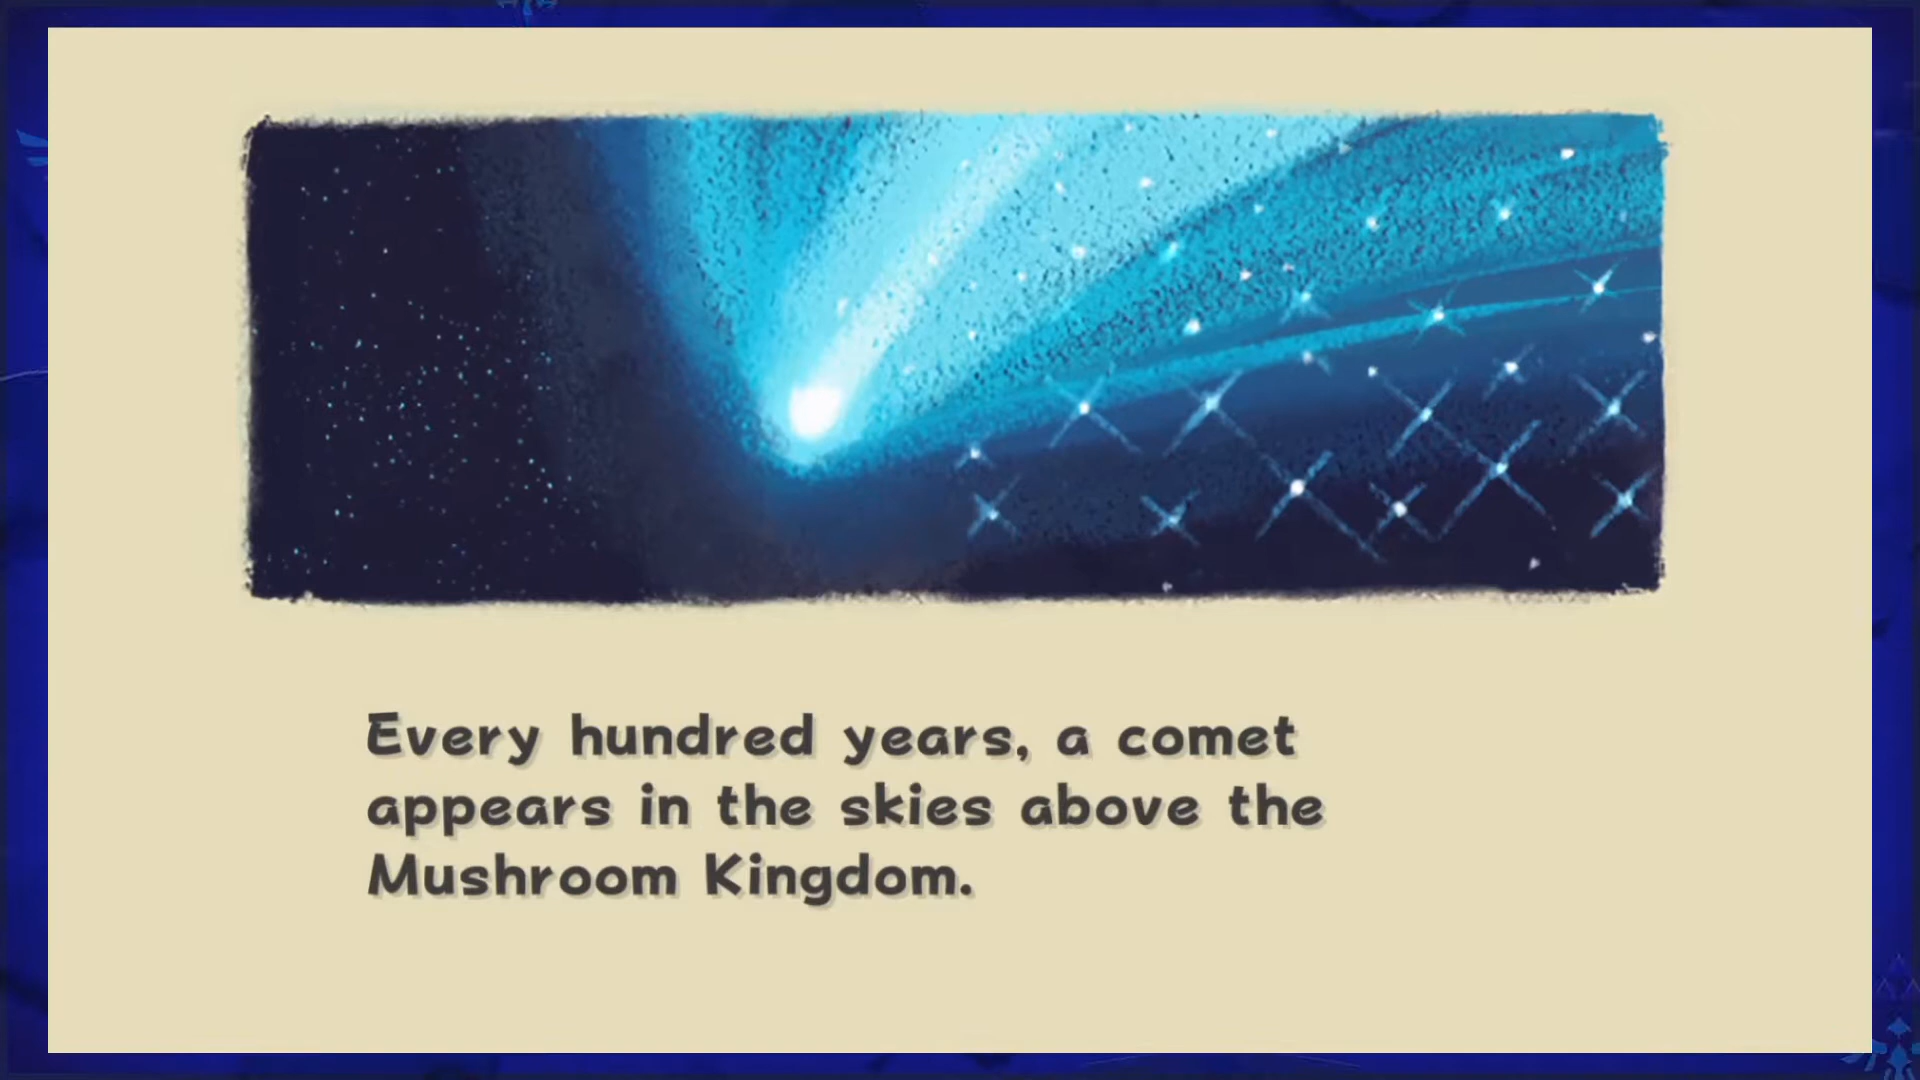 Every hundred years, a comet
appears in the skies above the
Mushroom Kingdom.